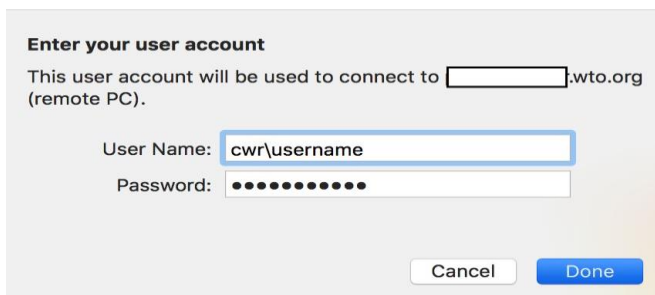 Enter your user account
This user account will be used to connect to .wto.org
(remote PC).
User Name: cwr\username
Password: ●●●●●●●●●●●
Cancel Done